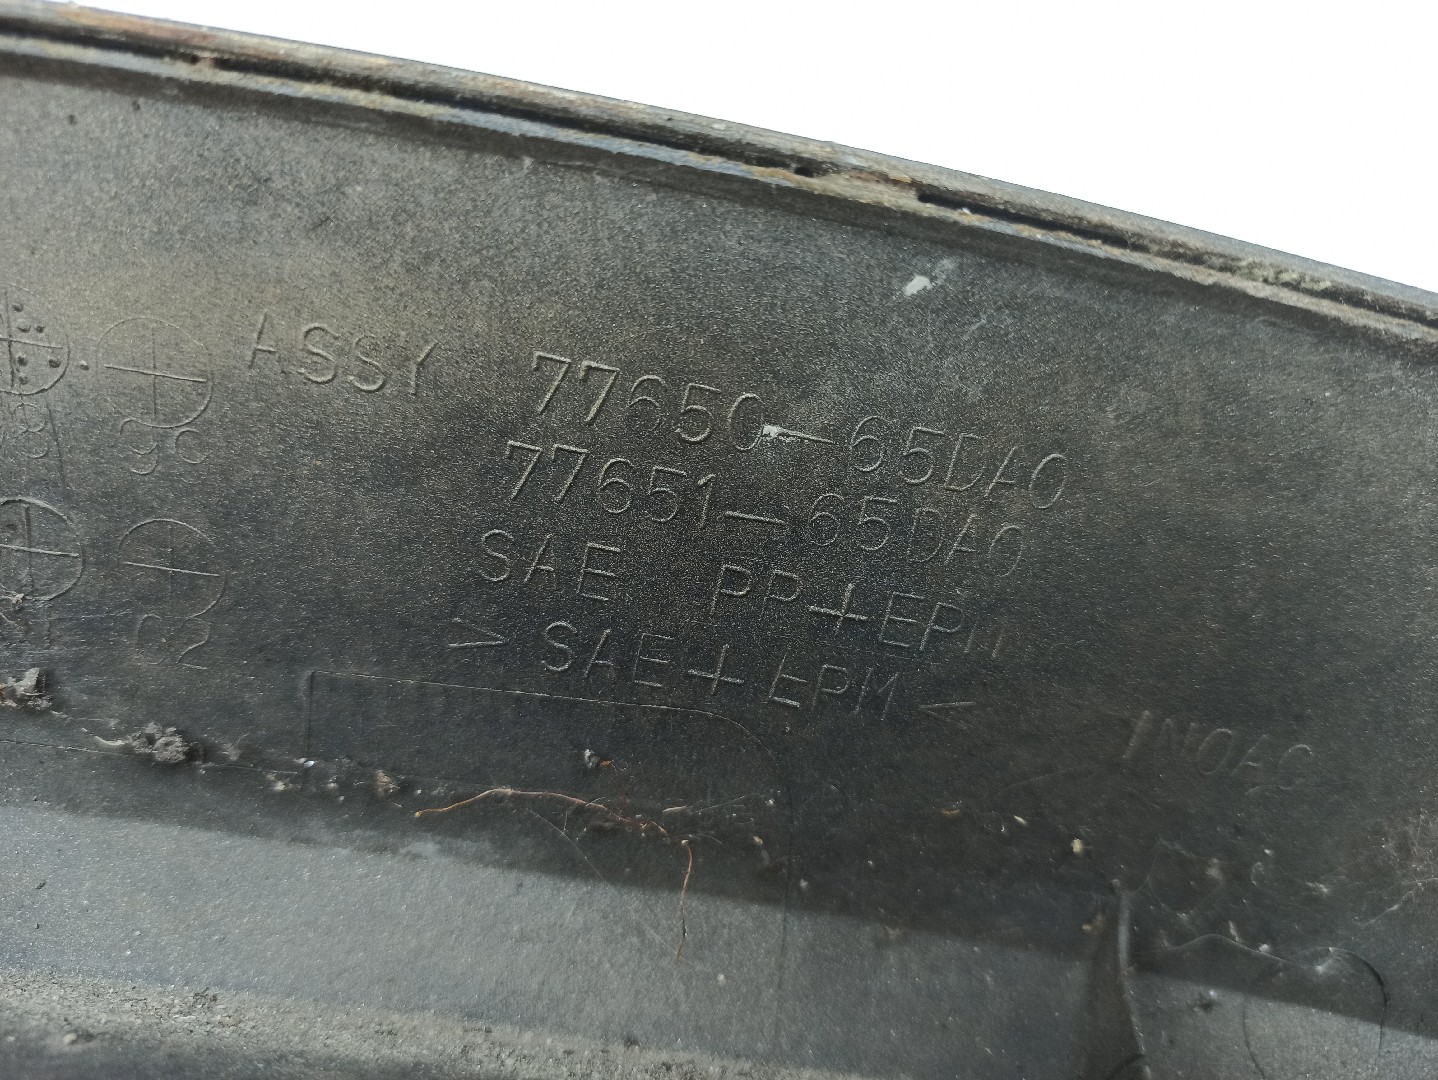 ASSY 77650-65DA0
77651-65DA0
SAE PP+EPM
> SAE+EPM <
INOAC